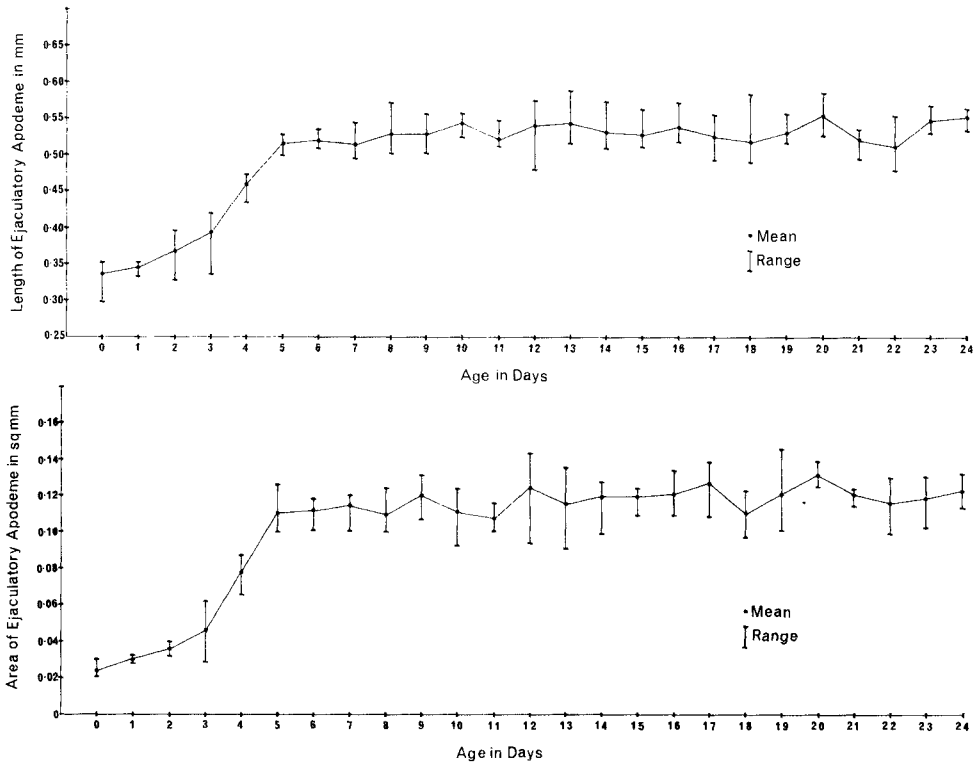 Length of Ejaculatory Apodeme in mm
0·65
0·60
0·55
0·50
0·45
0·40
0·35
0·30
0·25
Mean
Range
0 1 2 3 4 5 6 7 8 9 10 11 12 13 14 15 16 17 18 19 20 21 22 23 24
Age in Days
Area of Ejaculatory Apodeme in sq mm
0·16
0·14
0·12
0·10
0·08
0·06
0·04
0·02
0
Mean
Range
0 1 2 3 4 5 6 7 8 9 10 11 12 13 14 15 16 17 18 19 20 21 22 23 24
Age in Days